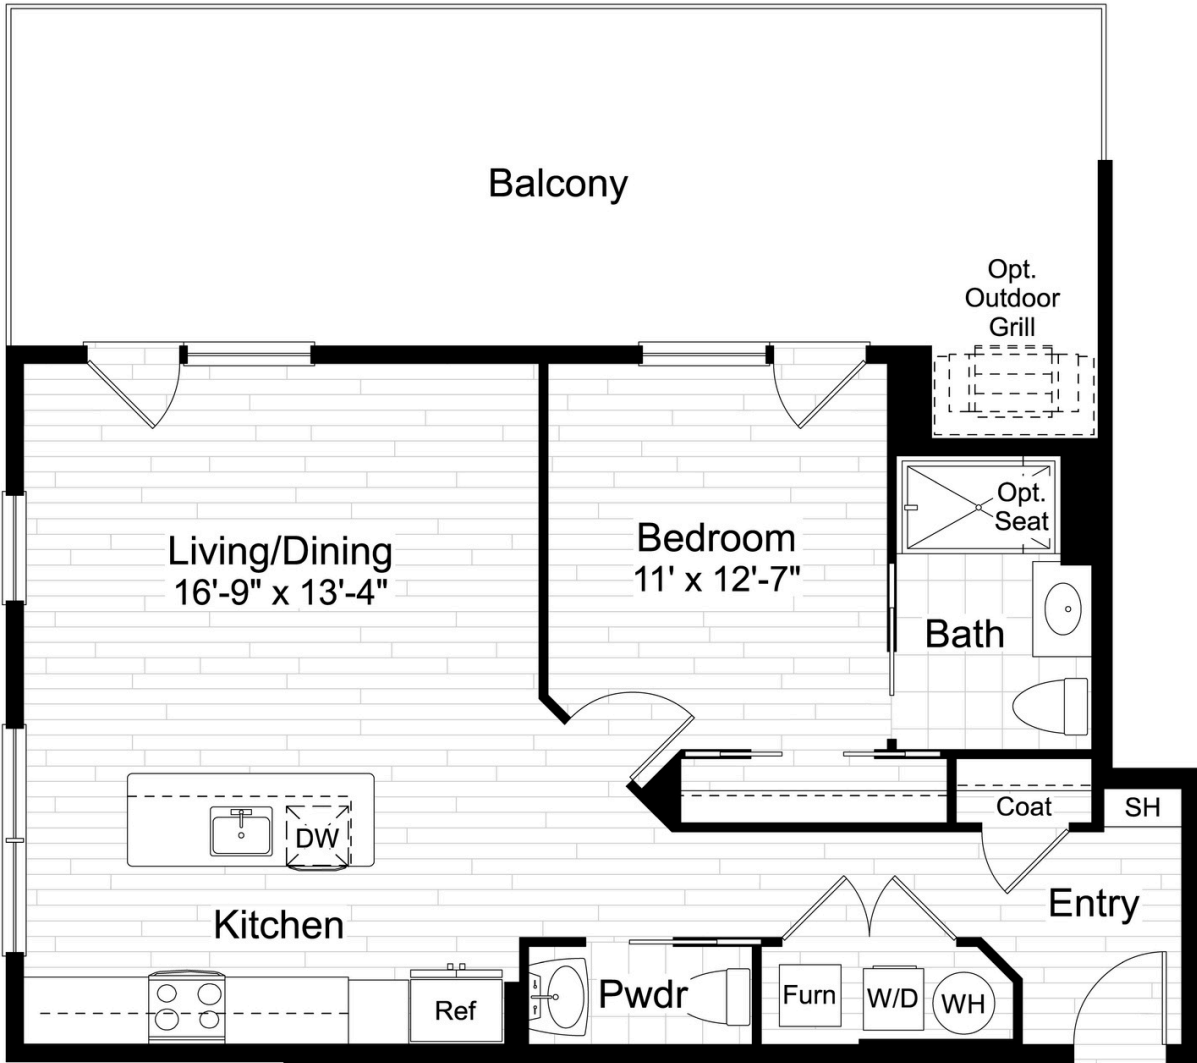 Balcony
Opt.
Outdoor
Grill
Living/Dining
16'-9" x 13'-4"
Bedroom
11' x 12'-7"
Opt.
Seat
Bath
DW
Coat
SH
Kitchen
Entry
Ref
Pwdr
Furn
W/D
WH